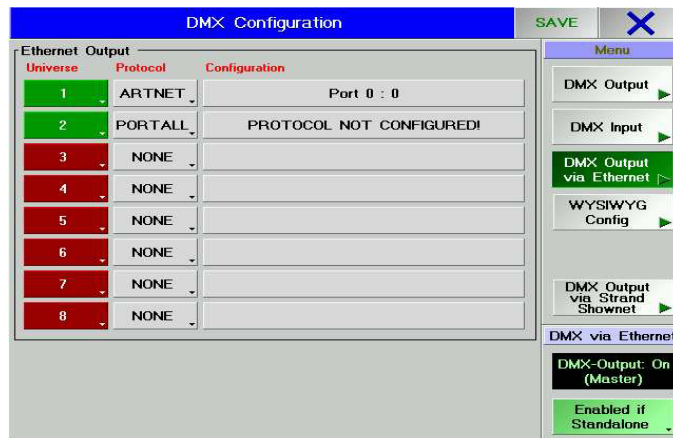 DMX Configuration
SAVE
Ethernet Output
Universe Protocol Configuration
1 ARTNET Port 0 : 0
2 PORTALL PROTOCOL NOT CONFIGURED!
3 NONE
4 NONE
5 NONE
6 NONE
7 NONE
8 NONE
Menu
DMX Output
DMX Input
DMX Output
via Ethernet
WYSIWYG
Config
DMX Output
via Strand
Shownet
DMX via Ethernet
DMX-Output: On
(Master)
Enabled if
Standalone